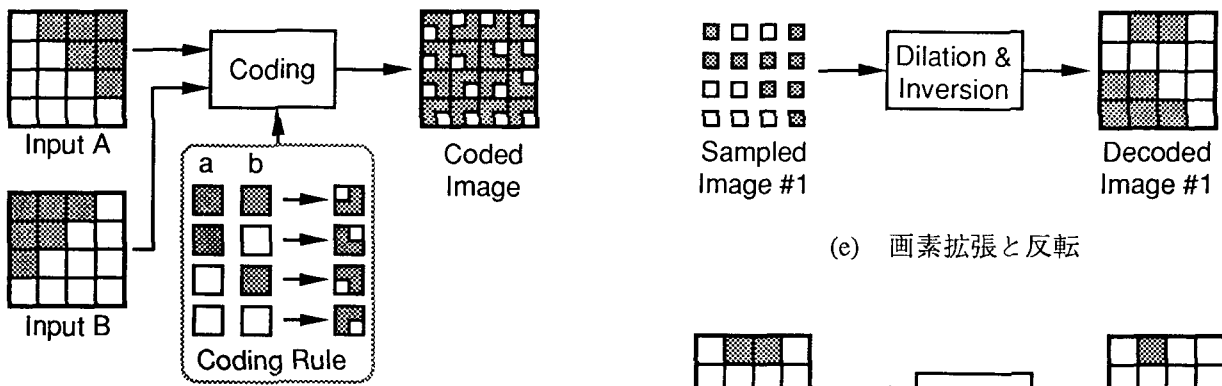 Input A
Coding
Coded
Image
a b
Input B
Coding Rule
Sampled
Image #1
Dilation &
Inversion
Decoded
Image #1
(e) 画素拡張と反転